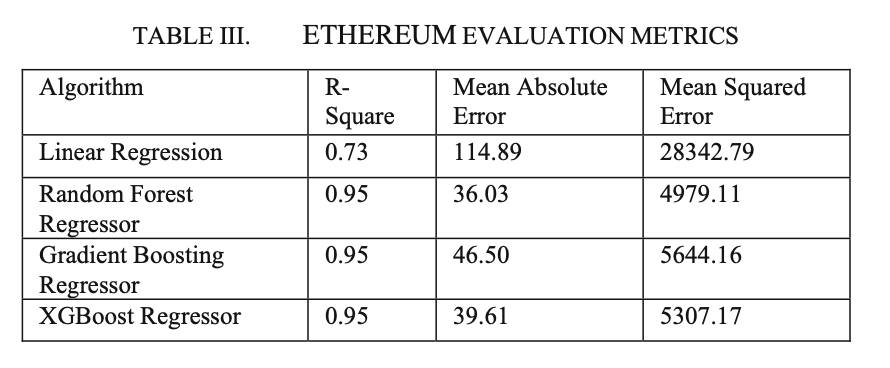 TABLE III. ETHEREUM EVALUATION METRICS
Algorithm R- Mean Absolute Mean Squared
Square Error Error
Linear Regression 0.73 114.89 28342.79
Random Forest 0.95 36.03 4979.11
Regressor
Gradient Boosting 0.95 46.50 5644.16
Regressor
XGBoost Regressor 0.95 39.61 5307.17